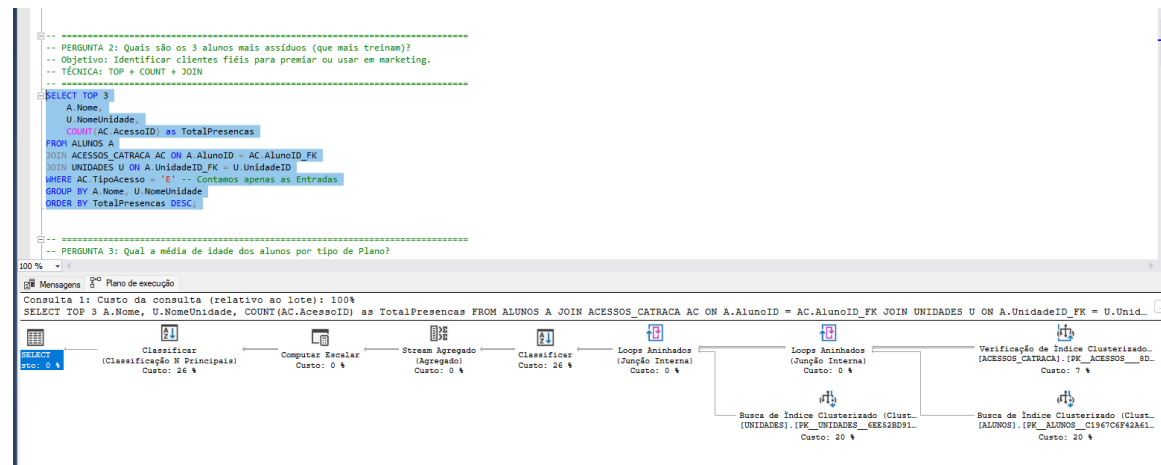 -- =============================================================================
-- PERGUNTA 2: Quais são os 3 alunos mais assíduos (que mais treinam)?
-- Objetivo: Identificar clientes fiéis para premiar ou usar em marketing.
-- TÉCNICA: TOP + COUNT + JOIN
-- =============================================================================
SELECT TOP 3
A.Nome,
U.NomeUnidade,
COUNT(AC.AcessoID) as TotalPresencas
FROM ALUNOS A
JOIN ACESSOS_CATRACA AC ON A.AlunoID = AC.AlunoID_FK
JOIN UNIDADES U ON A.UnidadeID_FK = U.UnidadeID
WHERE AC.TipoAcesso = 'E' -- Contamos apenas as Entradas
GROUP BY A.Nome, U.NomeUnidade
ORDER BY TotalPresencas DESC;
-- =============================================================================
-- PERGUNTA 3: Qual a média de idade dos alunos por tipo de Plano?
100 %
Mensagens Plano de execução
Consulta 1: Custo da consulta (relativo ao lote): 100%
SELECT TOP 3 A.Nome, U.NomeUnidade, COUNT(AC.AcessoID) as TotalPresencas FROM ALUNOS A JOIN ACESSOS_CATRACA AC ON A.AlunoID = AC.AlunoID_FK JOIN UNIDADES U ON A.UnidadeID_FK = U.Unid…
SELECT
sto: 0 %
Classificar
(Classificação N Principais)
Custo: 26 %
Computar Escalar
Custo: 0 %
Stream Agregado
(Agregado)
Custo: 0 %
Classificar
Custo: 26 %
Loops Aninhados
(Junção Interna)
Custo: 0 %
Loops Aninhados
(Junção Interna)
Custo: 0 %
Verificação de Índice Clusterizado…
[ACESSOS_CATRACA].[PK__ACESSOS___8D…
Custo: 7 %
Busca de Índice Clusterizado (Clust…
[UNIDADES].[PK__UNIDADES__6EE52BD91…
Custo: 20 %
Busca de Índice Clusterizado (Clust…
[ALUNOS].[PK__ALUNOS__C1967C6F42A61…
Custo: 20 %